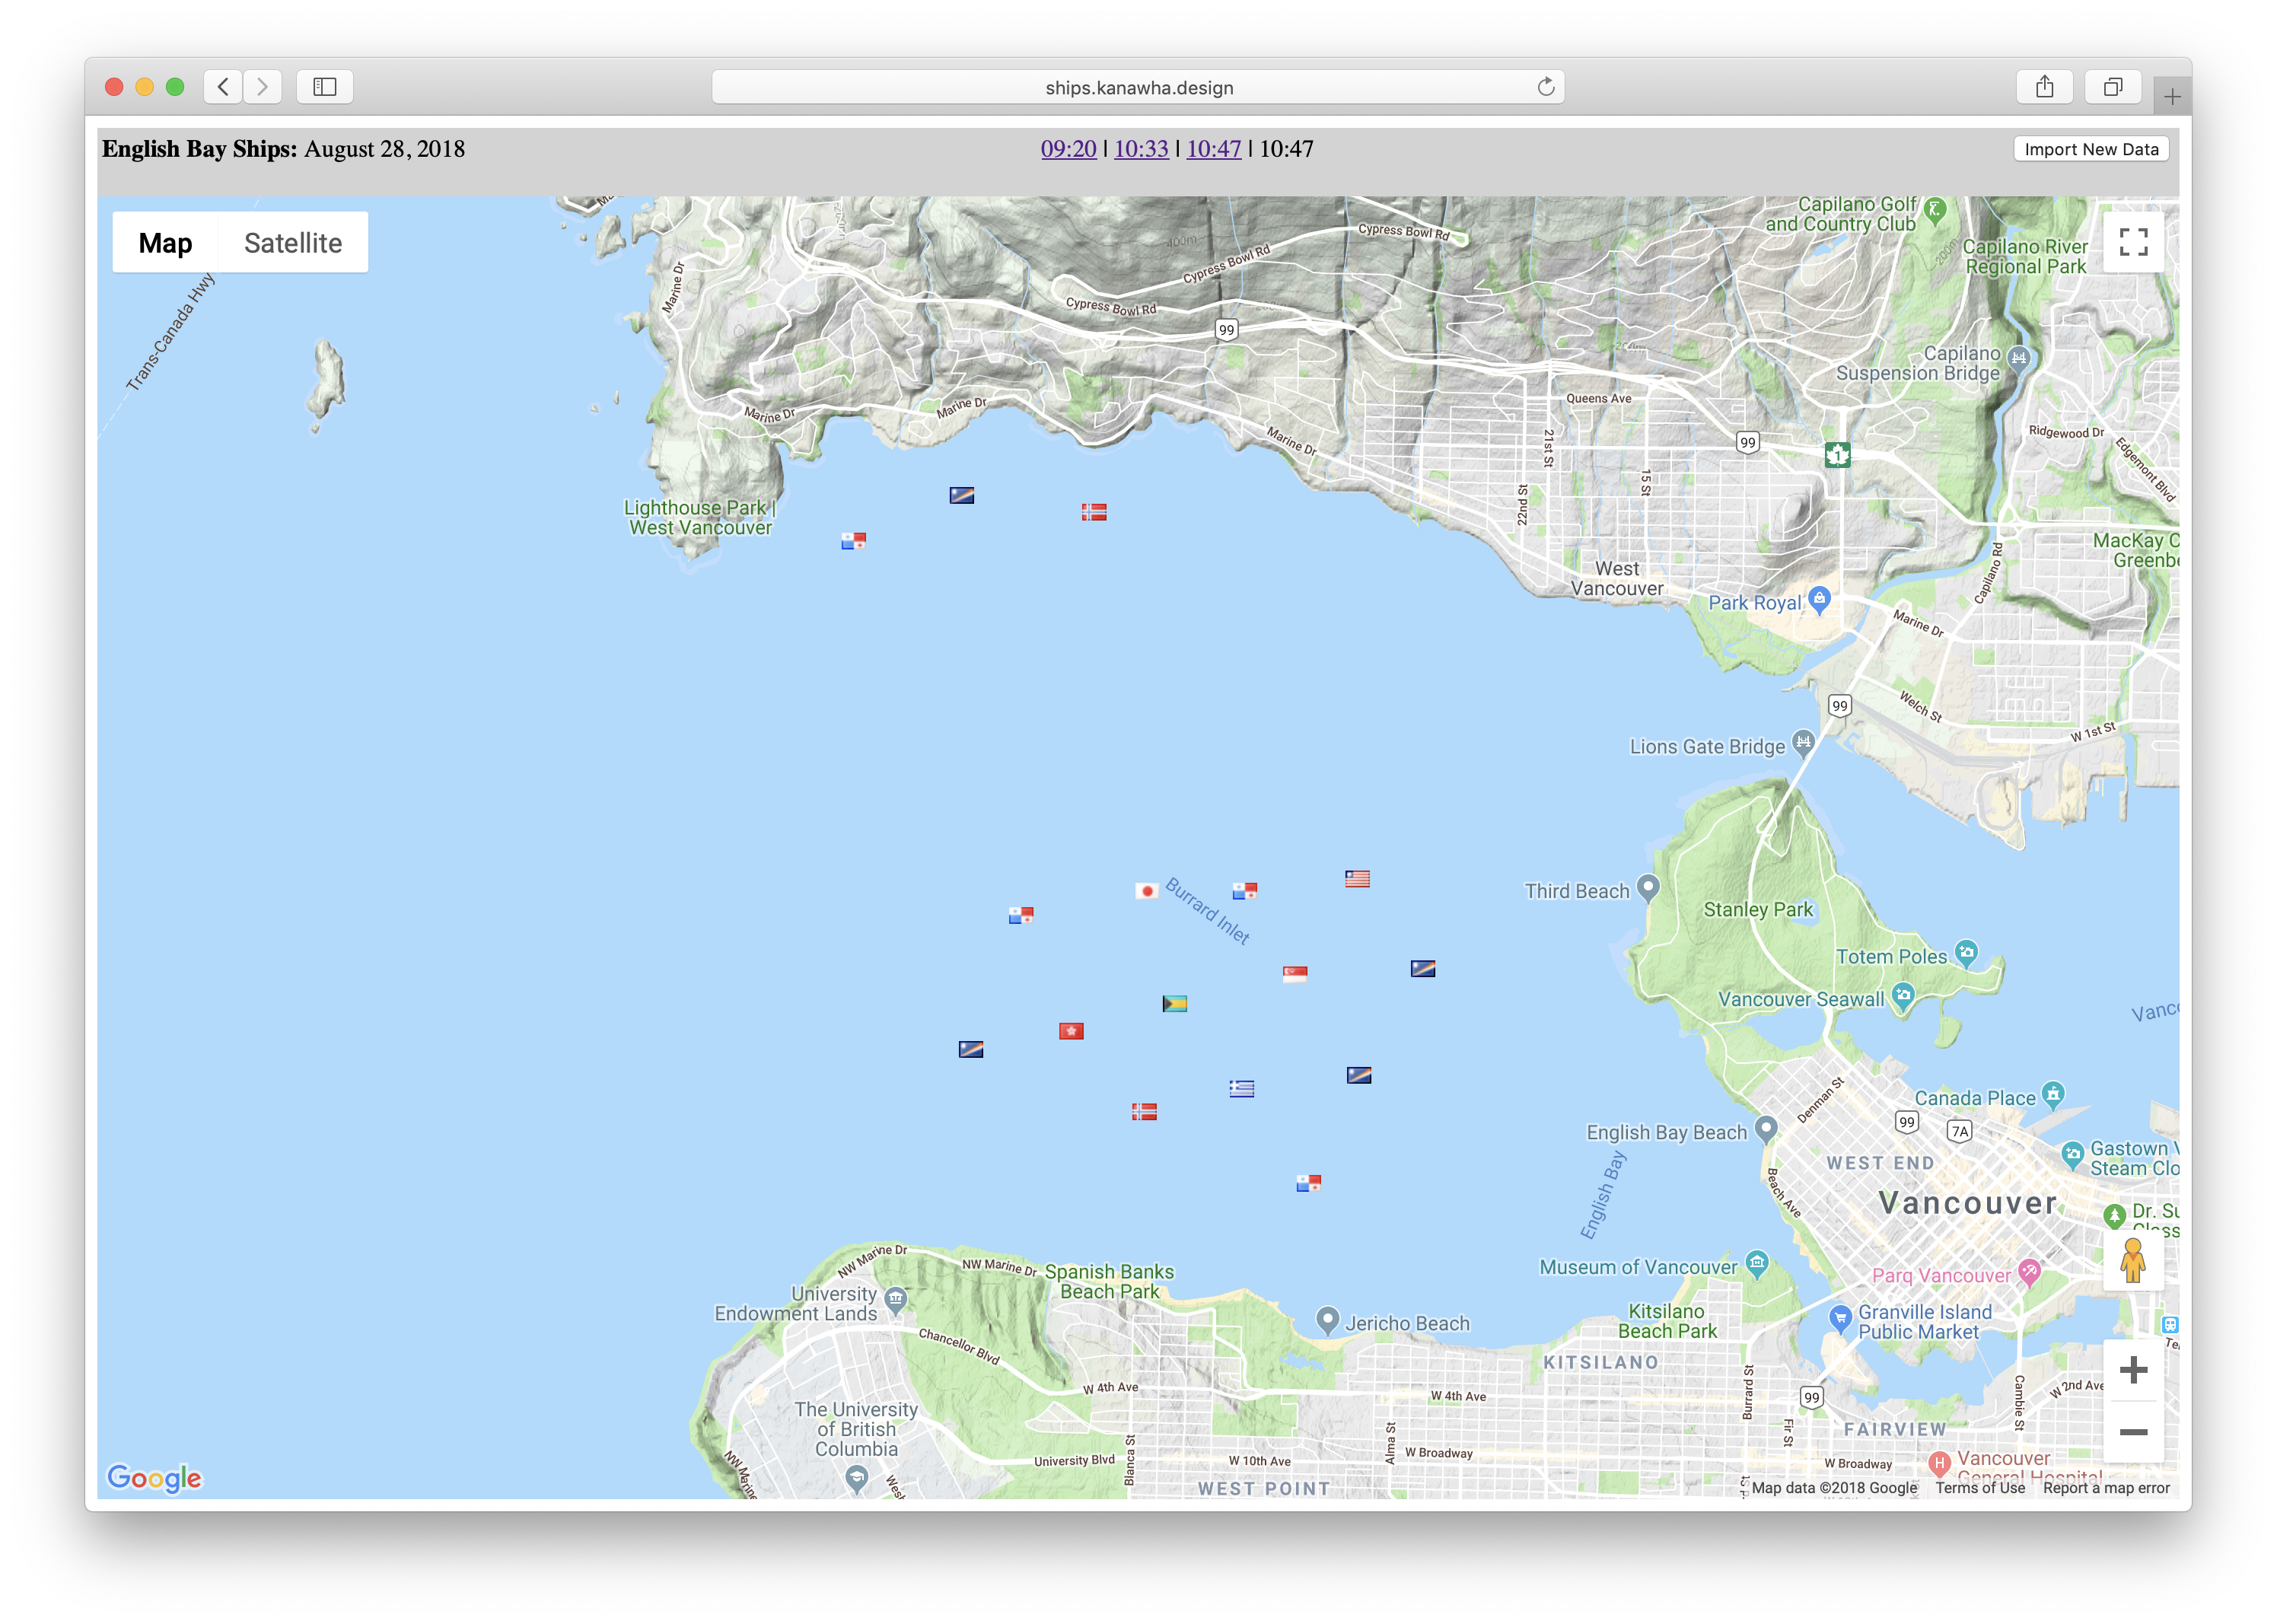 ships.kanawha.design
English Bay Ships: August 28, 2018
09:20 | 10:33 | 10:47 | 10:47
Import New Data
Map
Satellite
Trans-Canada Hwy
Marine Dr
Cypress Bowl Rd
Cypress Bowl Rd
Cypress Bowl Rd
400m
200m
99
Capilano Golf
and Country Club
Capilano River
Regional Park
Capilano
Suspension Bridge
Queens Ave
Ridgewood Dr
Edgemont Blvd
99
1
Marine Dr
Marine Dr
Marine Dr
21st St
22nd St
15 St
Lighthouse Park |
West Vancouver
MacKay C
Greenbe
Capilano Rd
West
Vancouver
Park Royal
Marine Dr
Welch St
W 1st St
99
Lions Gate Bridge
Third Beach
Stanley Park
Burrard Inlet
Totem Poles
Vancouver Seawall
Vanc
Canada Place
Denman St
99
7A
English Bay Beach
Gastown V
Steam Clo
WEST END
Beach Ave
English Bay
Vancouver
Dr. Su
Class
NW Marine Dr
NW Marine Dr
Spanish Banks
Beach Park
University
Endowment Lands
Museum of Vancouver
Parq Vancouver
Jericho Beach
Kitsilano
Beach Park
Granville Island
Public Market
Chancellor Blvd
KITSILANO
W 4th Ave
W 4th Ave
Burrard St
99
Fir St
Cambie St
W 2nd Ave
The University
of British
Columbia
FAIRVIEW
Alma St
Blanca St
University Blvd
W 10th Ave
W Broadway
W Broadway
Vancouver
General Hospital
WEST POINT
Google
Map data ©2018 Google
Terms of Use
Report a map error